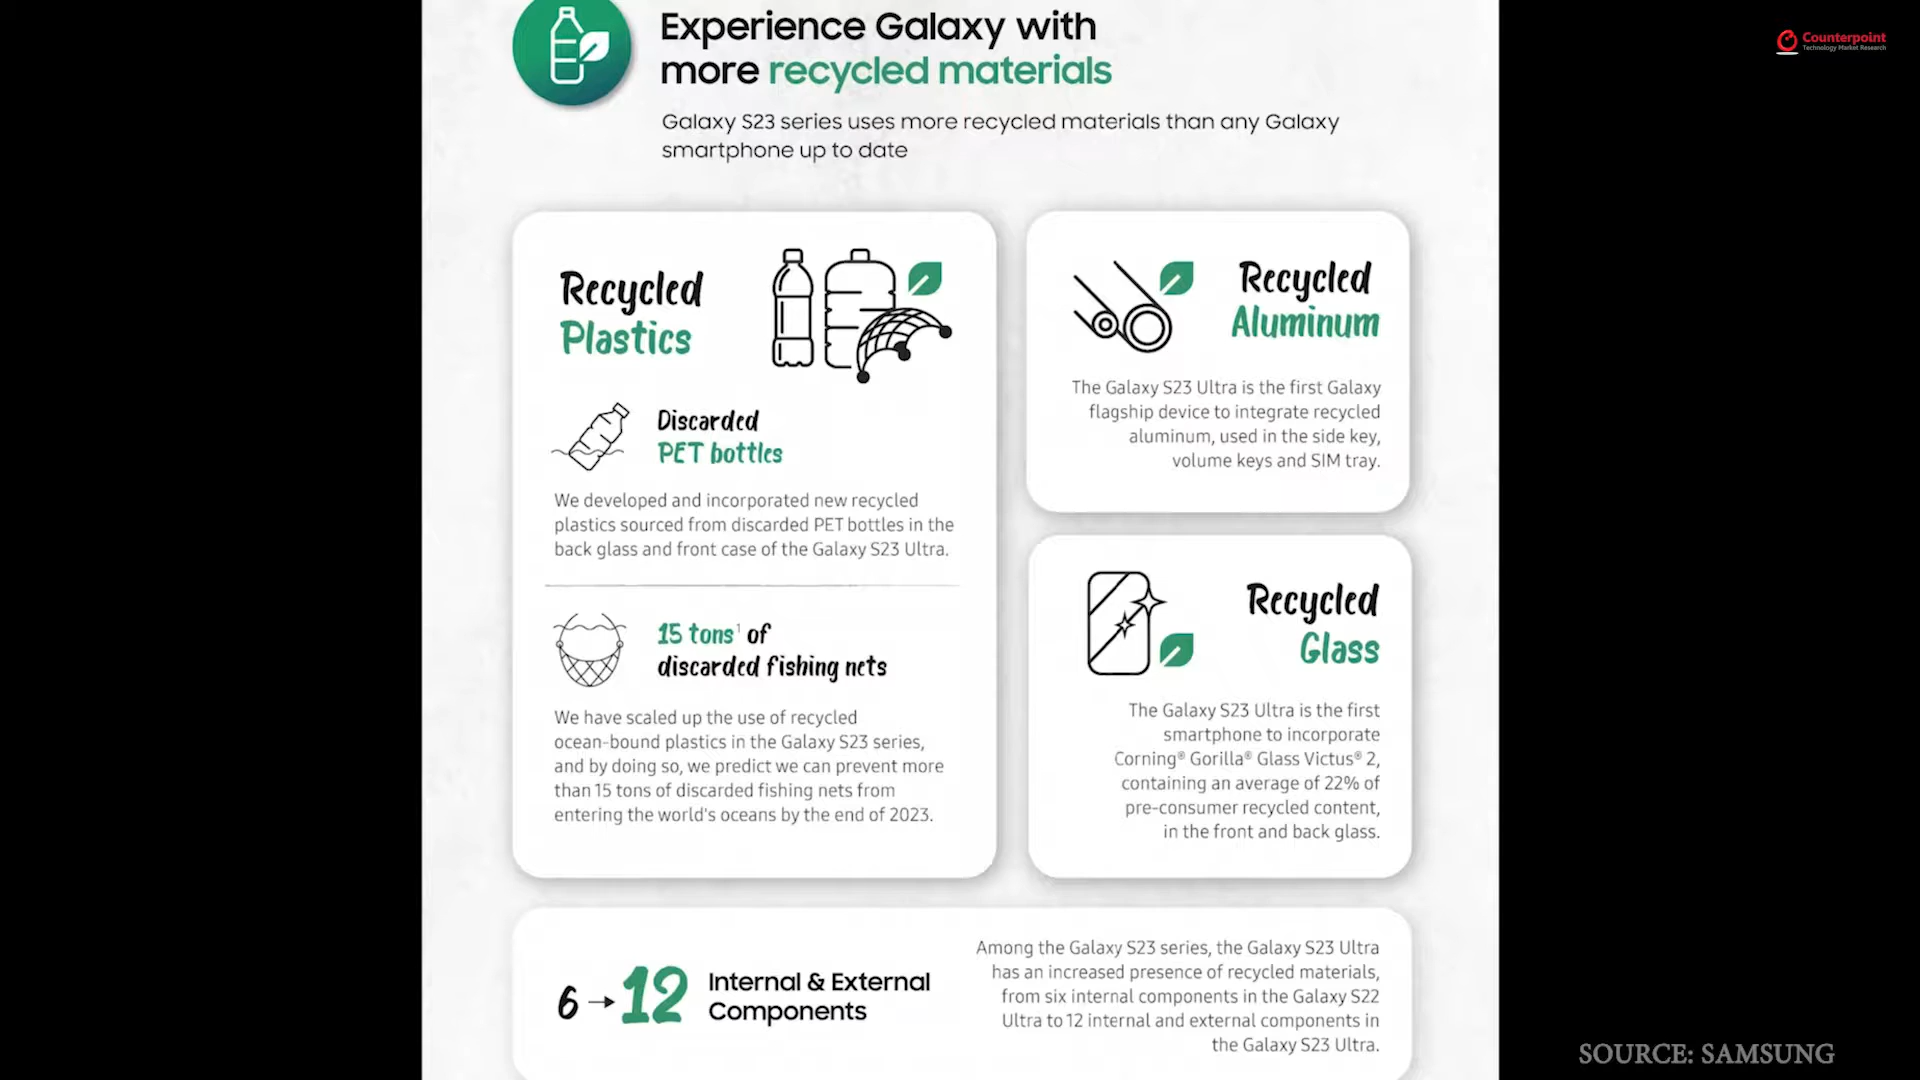 Experience Galaxy with
more recycled materials
Galaxy S23 series uses more recycled materials than any Galaxy
smartphone up to date
Counterpoint
Technology Market Research
Recycled
Plastics
Discarded
PET bottles
We developed and incorporated new recycled
plastics sourced from discarded PET bottles in the
back glass and front case of the Galaxy S23 Ultra.
15 tons¹ of
discarded fishing nets
We have scaled up the use of recycled
ocean-bound plastics in the Galaxy S23 series,
and by doing so, we predict we can prevent more
than 15 tons of discarded fishing nets from
entering the world's oceans by the end of 2023.
Recycled
Aluminum
The Galaxy S23 Ultra is the first Galaxy
flagship device to integrate recycled
aluminum, used in the side key,
volume keys and SIM tray.
Recycled
Glass
The Galaxy S23 Ultra is the first
smartphone to incorporate
Corning® Gorilla® Glass Victus® 2,
containing an average of 22% of
pre-consumer recycled content,
in the front and back glass.
6→12
Internal & External
Components
Among the Galaxy S23 series, the Galaxy S23 Ultra
has an increased presence of recycled materials,
from six internal components in the Galaxy S22
Ultra to 12 internal and external components in
the Galaxy S23 Ultra.
SOURCE: SAMSUNG